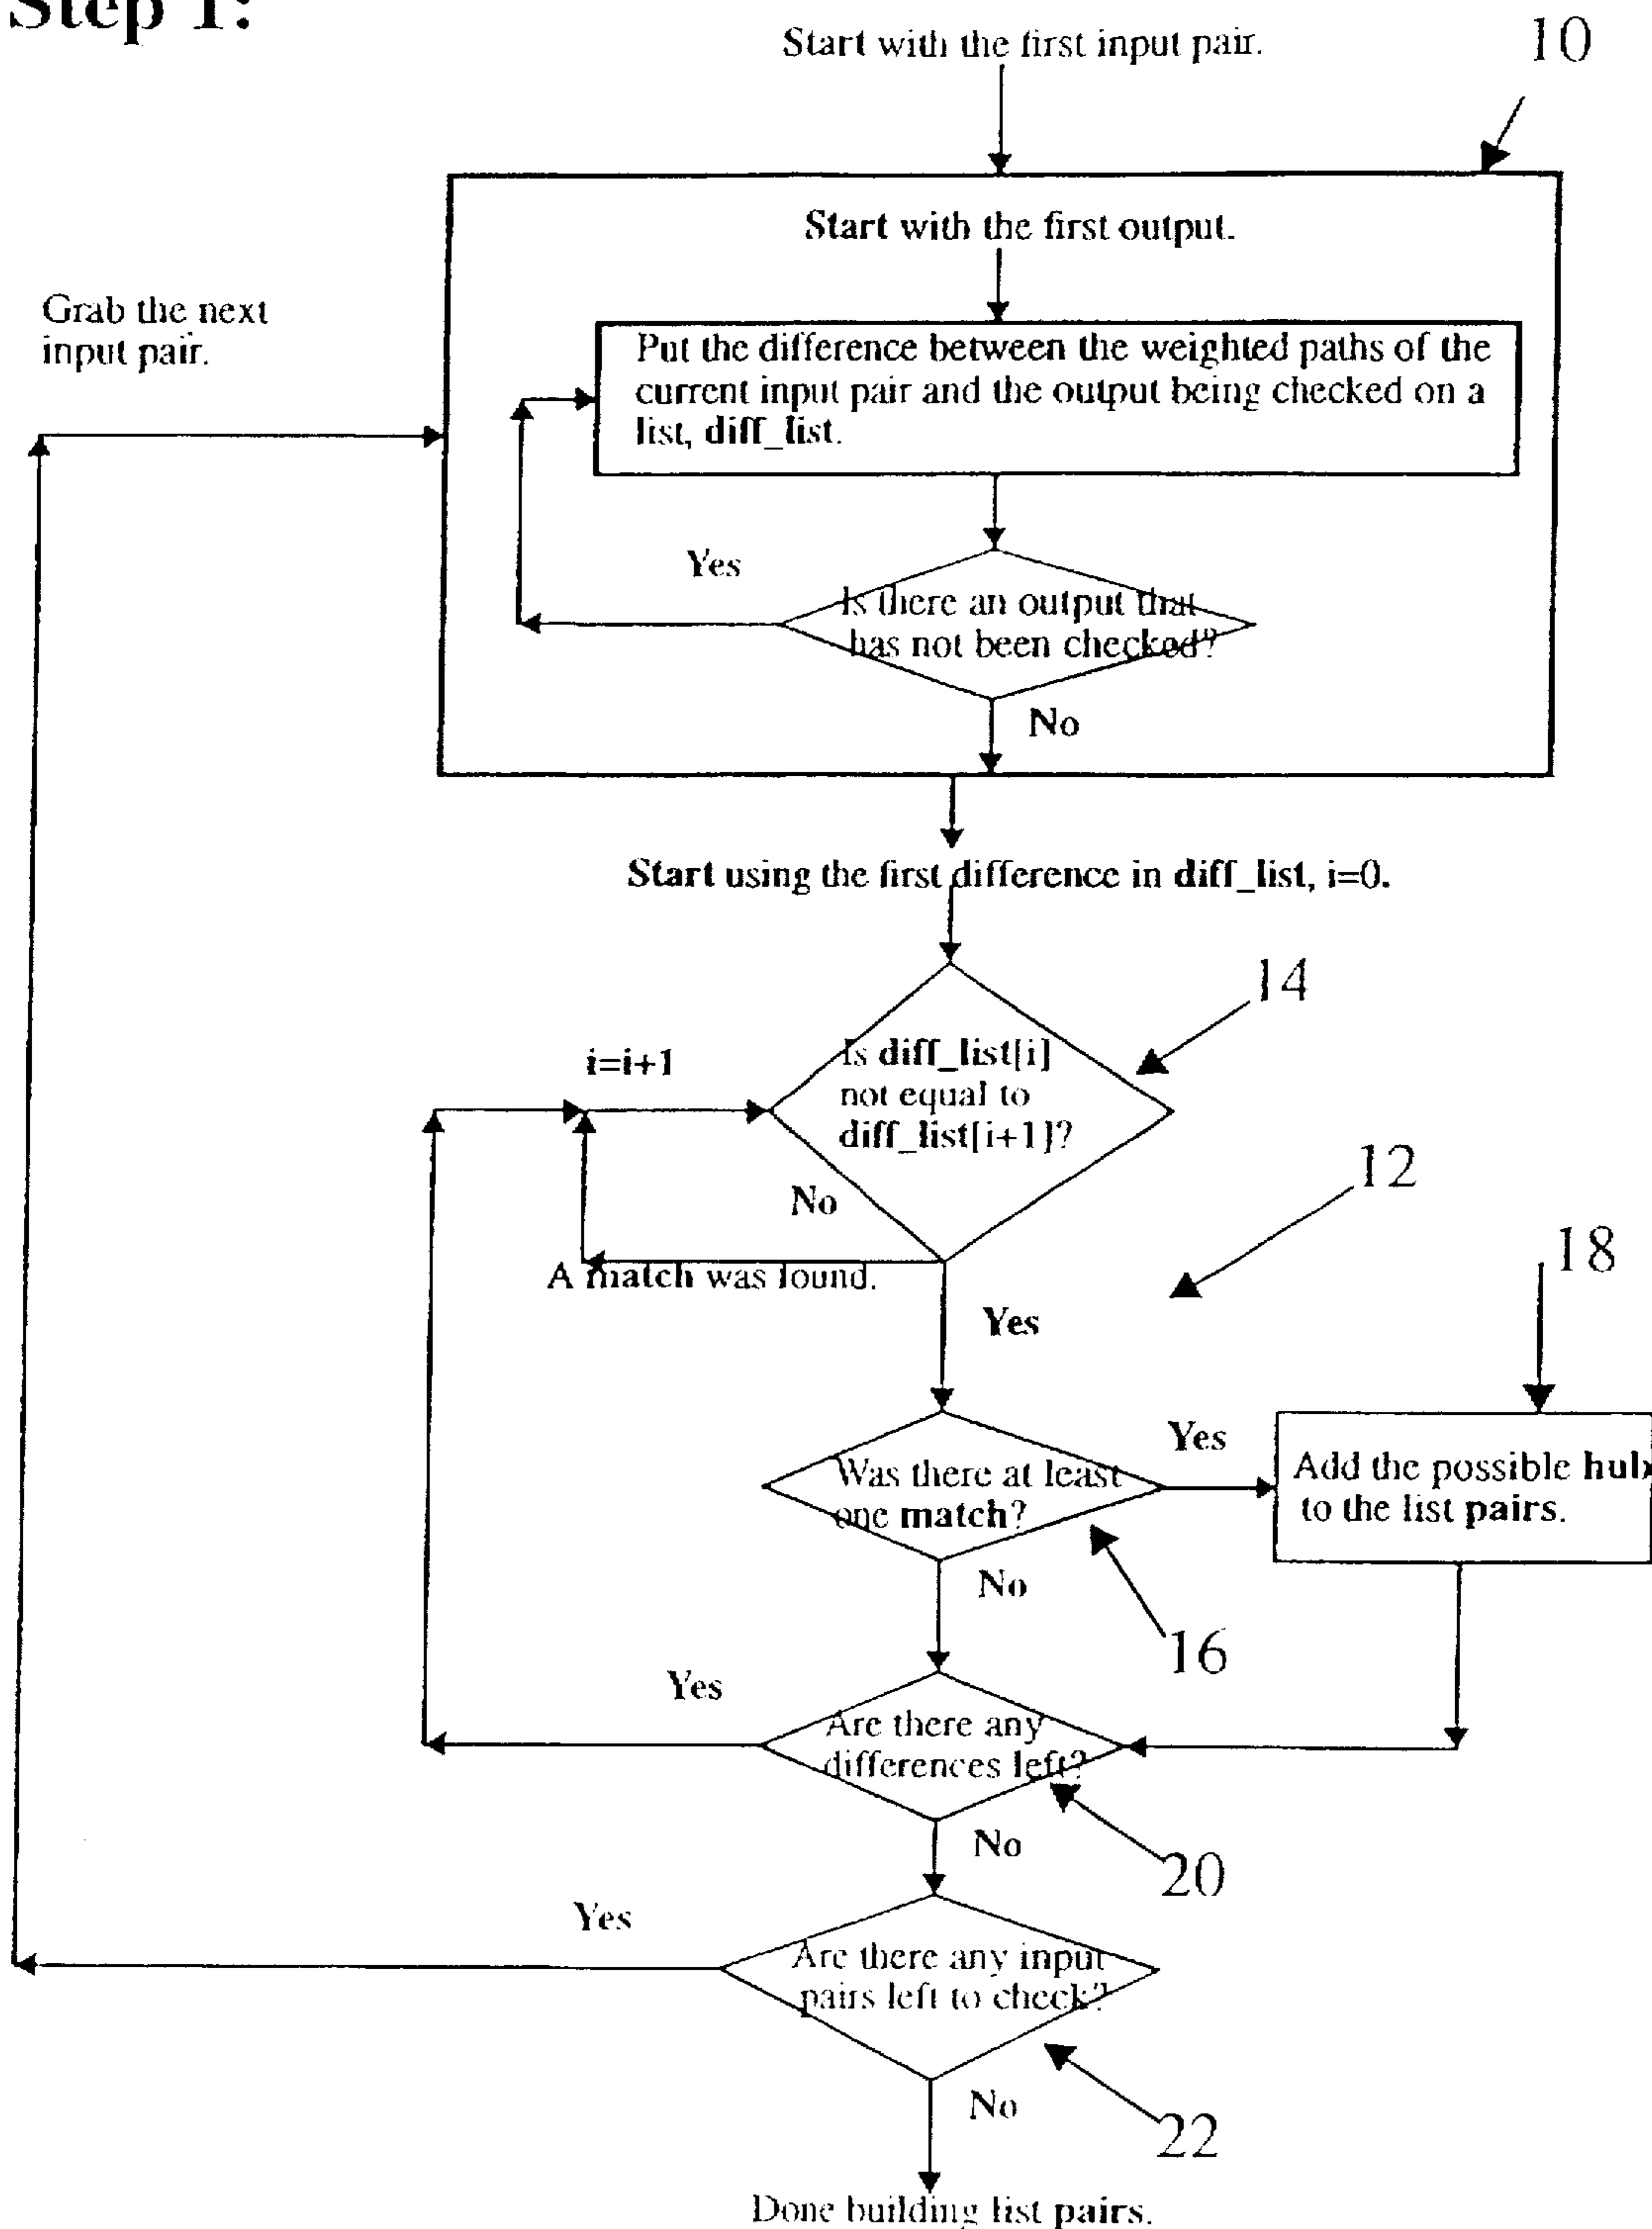 Step 1:
Start with the first input pair.
10
Start with the first output.
Grab the next
input pair.
Put the difference between the weighted paths of the
current input pair and the output being checked on a
list, diff_list.
Yes
Is there an output that
has not been checked?
No
Start using the first difference in diff_list, i=0.
14
i=i+1
Is diff_list[i]
not equal to
diff_list[i+1]?
12
No
18
A match was found.
Yes
Yes
Was there at least
one match?
Add the possible hub
to the list pairs.
No
16
Yes
Are there any
differences left?
No
20
Yes
Are there any input
pairs left to check?
No
22
Done building list pairs.